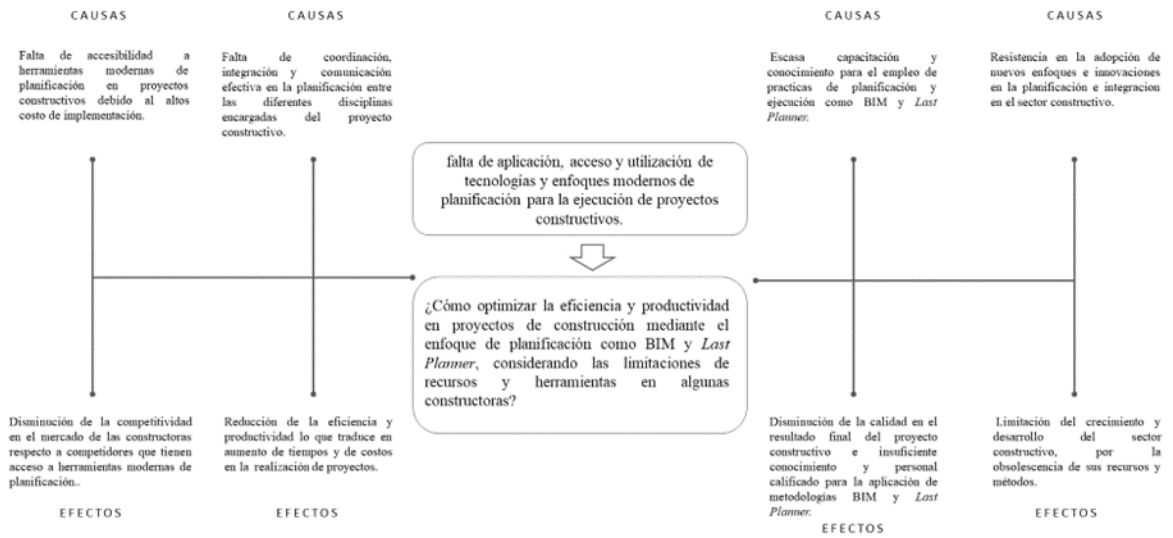 CAUSAS
Falta de accesibilidad a
herramientas modernas de
planificación en proyectos
constructivos debido al altos
costo de implementación.
CAUSAS
Falta de coordinación,
integración y comunicación
efectiva en la planificación entre
las diferentes disciplinas
encargadas del proyecto
constructivo.
CAUSAS
Escasa capacitación y
conocimiento para el empleo de
practicas de planificación y
ejecución como BIM y Last
Planner.
CAUSAS
Resistencia en la adopción de
nuevos enfoques e innovaciones
en la planificación e integracion
en el sector constructivo.
falta de aplicación, acceso y utilización de
tecnologías y enfoques modernos de
planificación para la ejecución de proyectos
constructivos.
¿Cómo optimizar la eficiencia y productividad
en proyectos de construcción mediante el
enfoque de planificación como BIM y Last
Planner, considerando las limitaciones de
recursos y herramientas en algunas
constructoras?
Disminución de la competitividad
en el mercado de las constructoras
respecto a competidores que tienen
acceso a herramientas modernas de
planificación..
EFECTOS
Reducción de la eficiencia y
productividad lo que traduce en
aumento de tiempos y de costos
en la realización de proyectos.
EFECTOS
Disminución de la calidad en el
resultado final del proyecto
constructivo e insuficiente
conocimiento y personal
calificado para la aplicación de
metodologías BIM y Last
Planner.
EFECTOS
Limitación del crecimiento y
desarrollo del sector
constructivo, por la
obsolescencia de sus recursos y
métodos.
EFECTOS